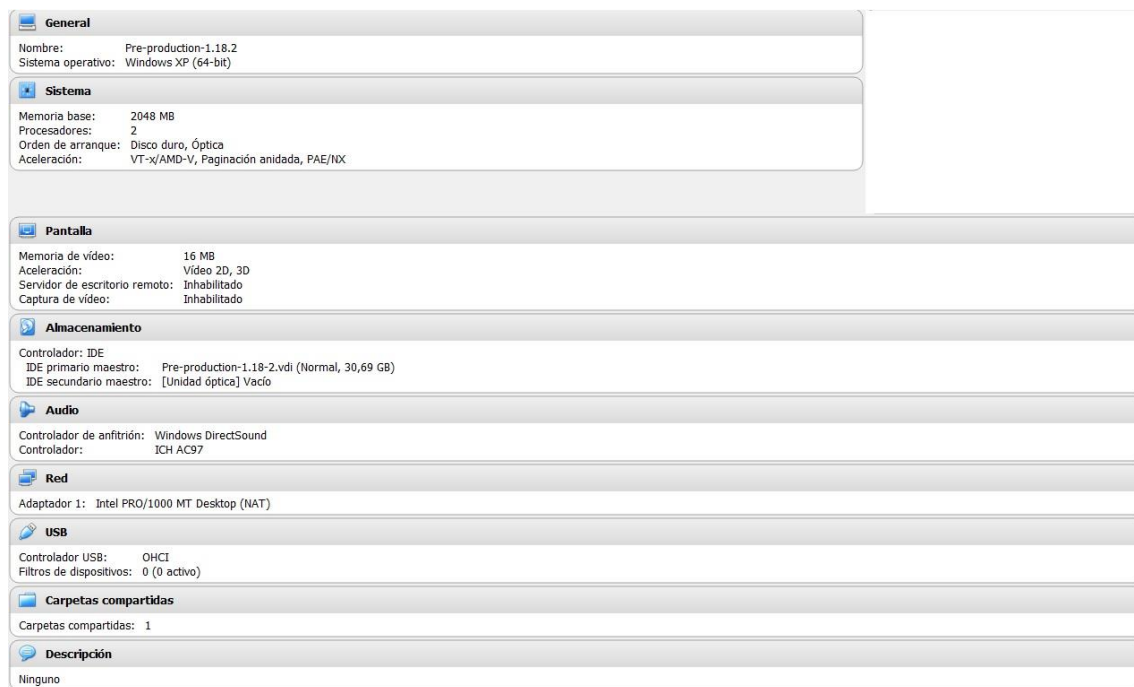 General
Nombre: Pre-production-1.18.2
Sistema operativo: Windows XP (64-bit)
Sistema
Memoria base: 2048 MB
Procesadores: 2
Orden de arranque: Disco duro, Óptica
Aceleración: VT-x/AMD-V, Paginación anidada, PAE/NX
Pantalla
Memoria de vídeo: 16 MB
Aceleración: Vídeo 2D, 3D
Servidor de escritorio remoto: Inhabilitado
Captura de vídeo: Inhabilitado
Almacenamiento
Controlador: IDE
IDE primario maestro: Pre-production-1.18-2.vdi (Normal, 30,69 GB)
IDE secundario maestro: [Unidad óptica] Vacío
Audio
Controlador de anfitrión: Windows DirectSound
Controlador: ICH AC97
Red
Adaptador 1: Intel PRO/1000 MT Desktop (NAT)
USB
Controlador USB: OHCI
Filtros de dispositivos: 0 (0 activo)
Carpetas compartidas
Carpetas compartidas: 1
Descripción
Ninguno